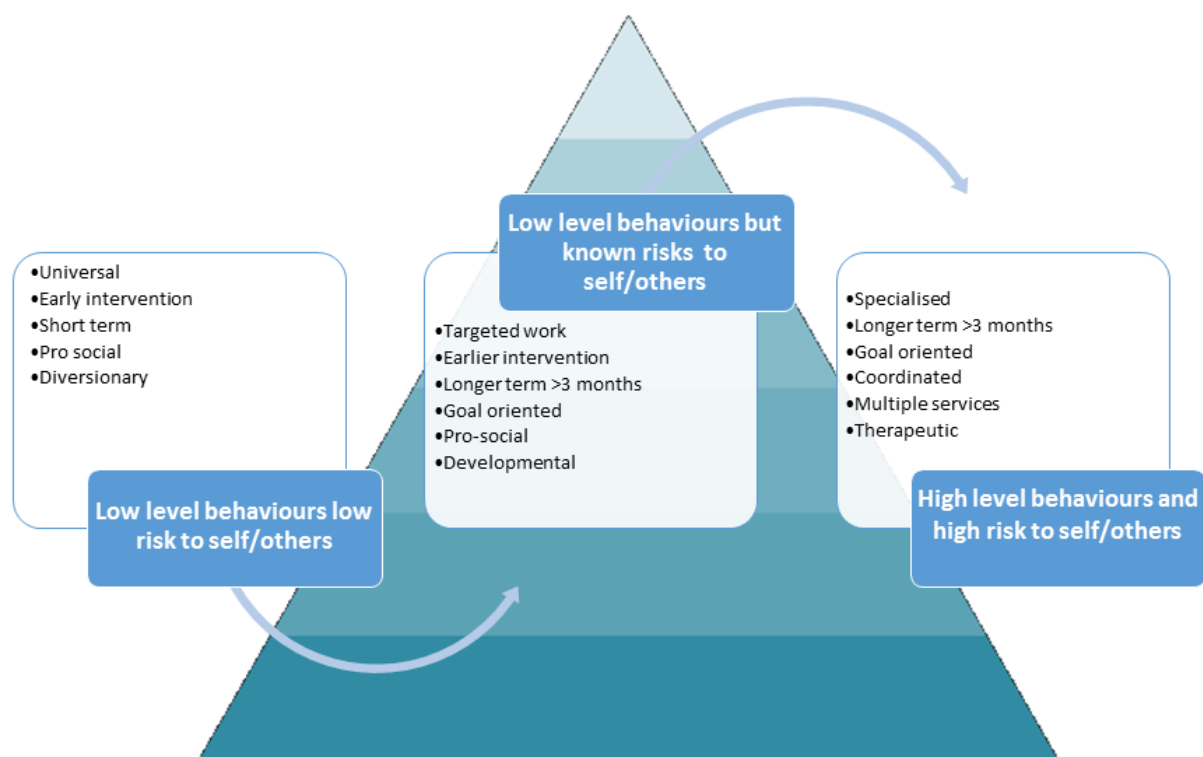 •Universal
•Early intervention
•Short term
•Pro social
•Diversionary
Low level behaviours low
risk to self/others
Low level behaviours but
known risks to
self/others
•Targeted work
•Earlier intervention
•Longer term >3 months
•Goal oriented
•Pro-social
•Developmental
•Specialised
•Longer term >3 months
•Goal oriented
•Coordinated
•Multiple services
•Therapeutic
High level behaviours and
high risk to self/others